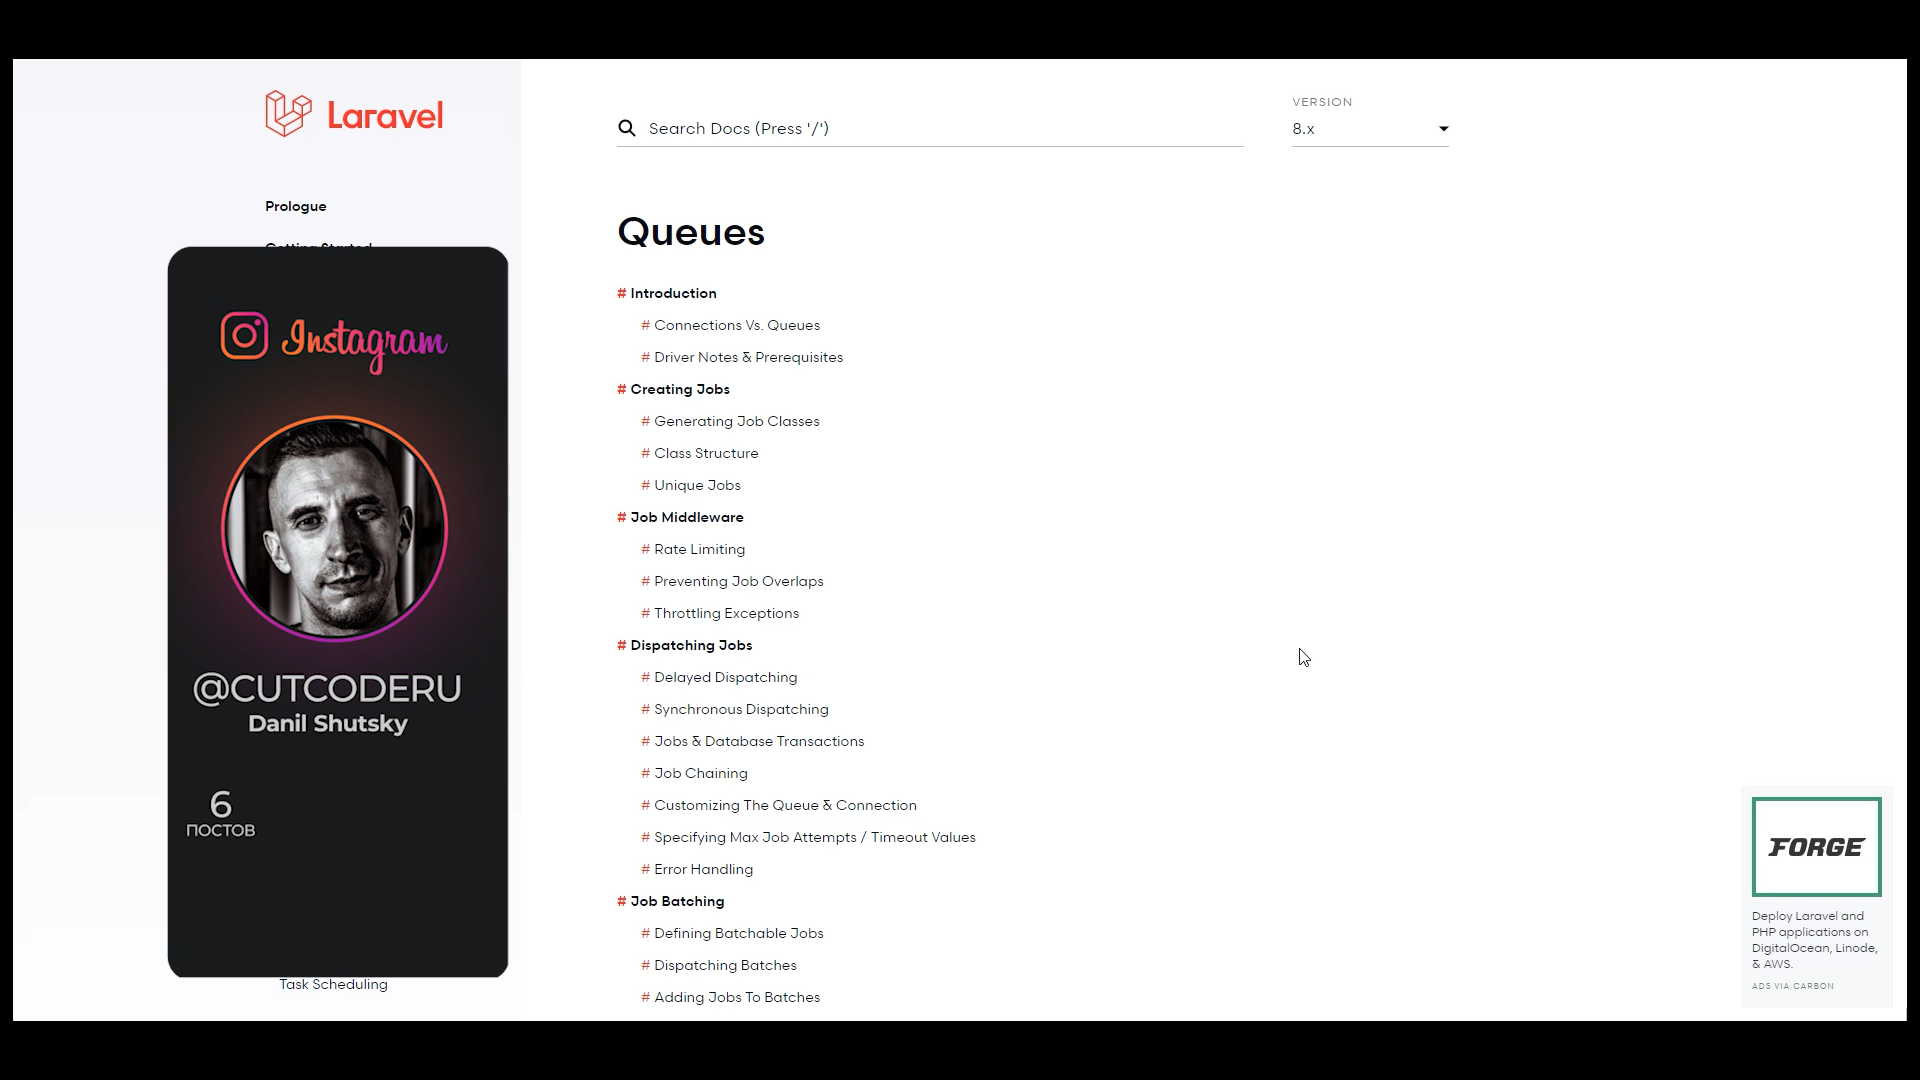 Laravel
Prologue
Getting Started
Instagram
@CUTCODERU
Danil Shutsky
6
ПОСТОВ
Task Scheduling
Search Docs (Press '/')
VERSION
8.x
Queues
# Introduction
# Connections Vs. Queues
# Driver Notes & Prerequisites
# Creating Jobs
# Generating Job Classes
# Class Structure
# Unique Jobs
# Job Middleware
# Rate Limiting
# Preventing Job Overlaps
# Throttling Exceptions
# Dispatching Jobs
# Delayed Dispatching
# Synchronous Dispatching
# Jobs & Database Transactions
# Job Chaining
# Customizing The Queue & Connection
# Specifying Max Job Attempts / Timeout Values
# Error Handling
# Job Batching
# Defining Batchable Jobs
# Dispatching Batches
# Adding Jobs To Batches
FORGE
Deploy Laravel and
PHP applications on
DigitalOcean, Linode,
& AWS.
ADS VIA CARBON